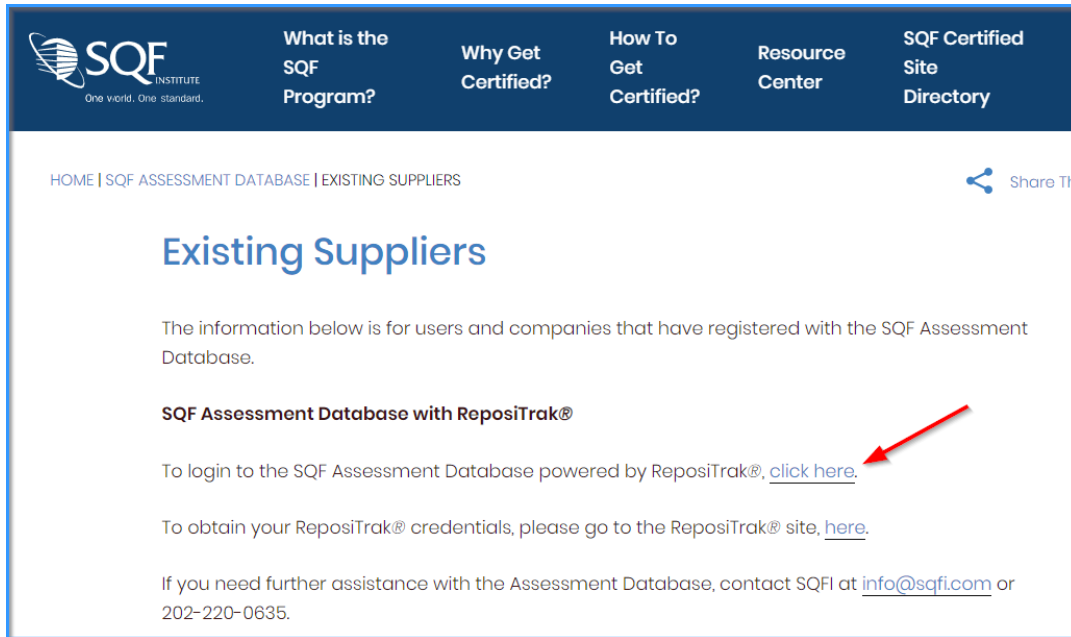 SQF
INSTITUTE
One world. One standard.
What is the
SQF
Program?
Why Get
Certified?
How To
Get
Certified?
Resource
Center
SQF Certified
Site
Directory
HOME | SQF ASSESSMENT DATABASE | EXISTING SUPPLIERS
Share Th
Existing Suppliers
The information below is for users and companies that have registered with the SQF Assessment
Database.
SQF Assessment Database with ReposiTrak®
To login to the SQF Assessment Database powered by ReposiTrak®, click here.
To obtain your ReposiTrak® credentials, please go to the ReposiTrak® site, here.
If you need further assistance with the Assessment Database, contact SQFI at info@sqfi.com or
202-220-0635.